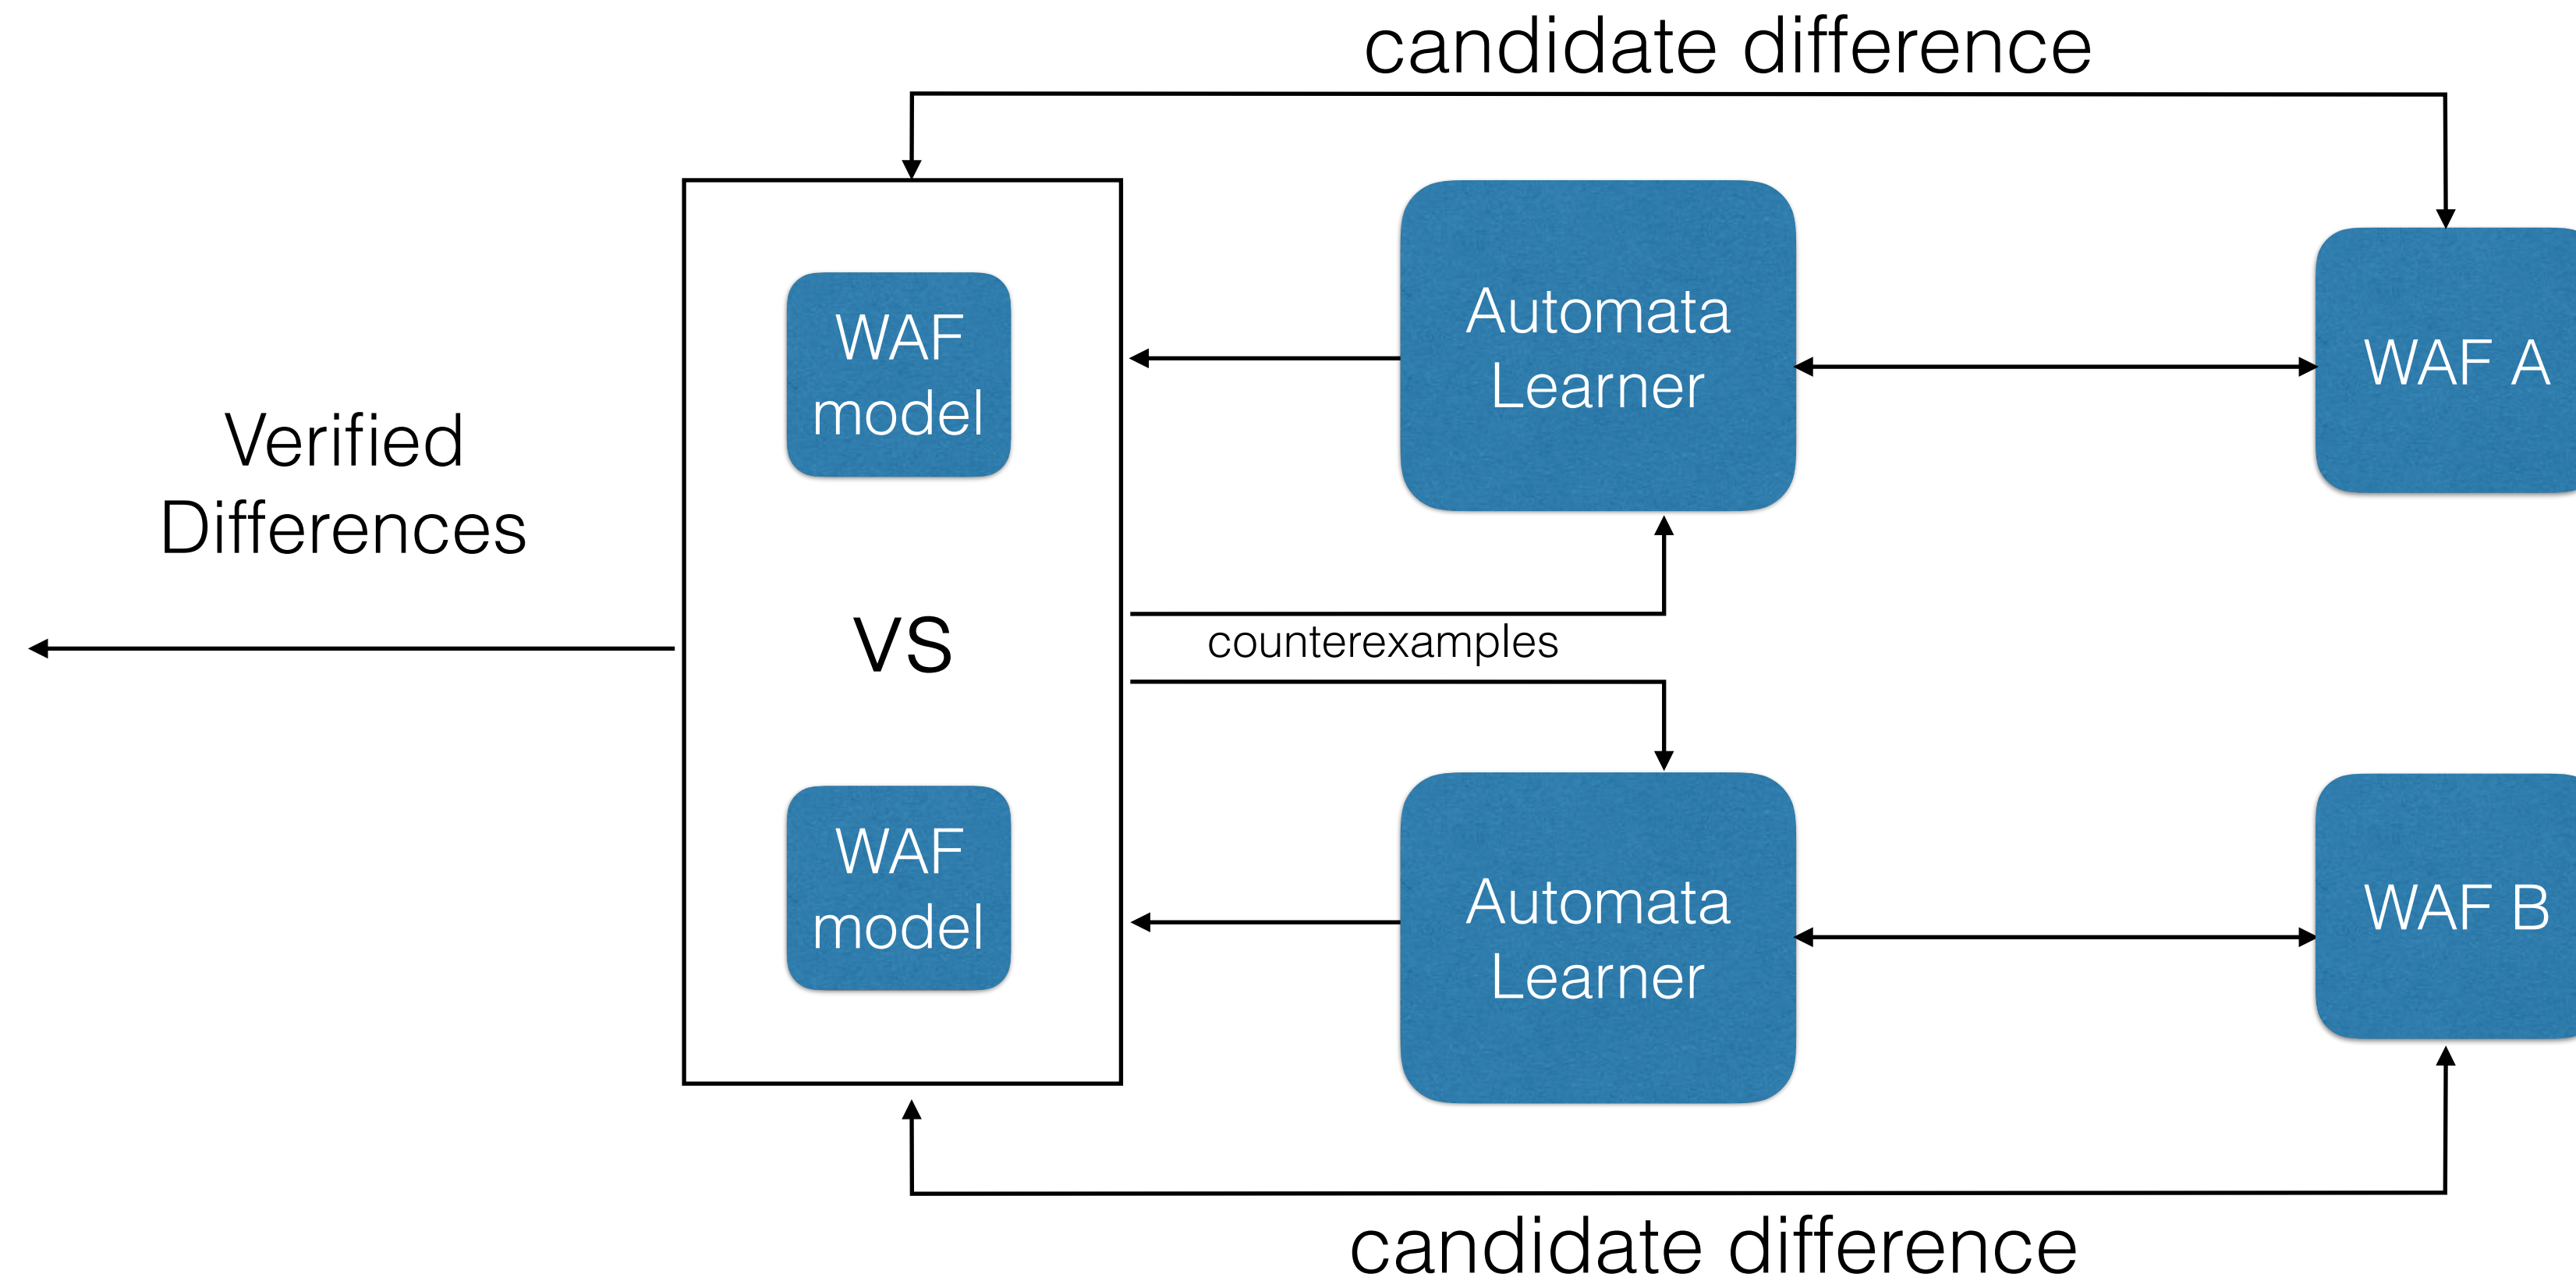 candidate difference
WAF
model
Automata
Learner
WAF A
Verified
Differences
VS
counterexamples
WAF
model
Automata
Learner
WAF B
candidate difference